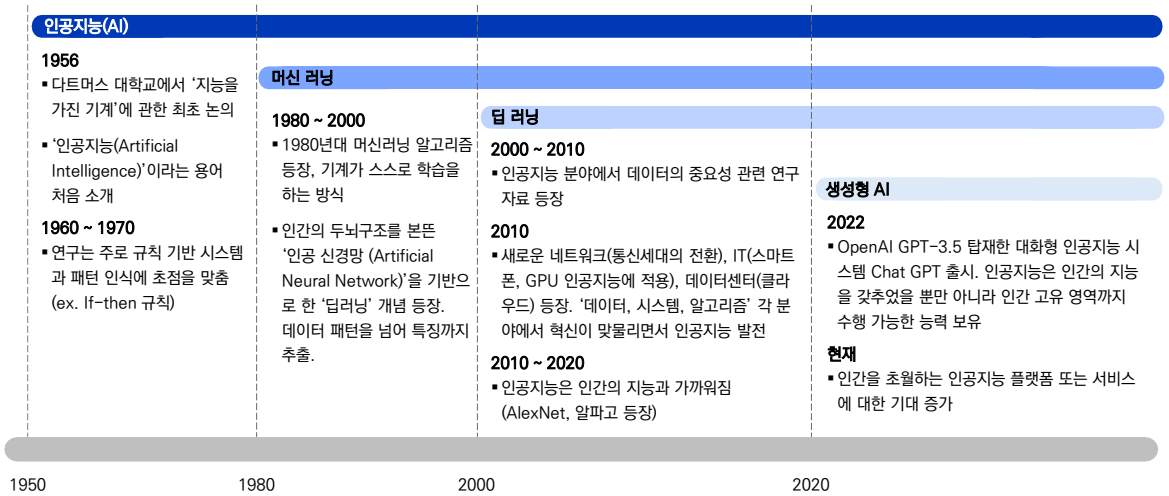 인공지능(AI)
1956
▪ 다트머스 대학교에서 ‘지능을
가진 기계’에 관한 최초 논의
▪ ‘인공지능(Artificial
Intelligence)’이라는 용어
처음 소개
1960 ~ 1970
▪ 연구는 주로 규칙 기반 시스템
과 패턴 인식에 초점을 맞춤
(ex. If-then 규칙)
머신 러닝
1980 ~ 2000
▪ 1980년대 머신러닝 알고리즘
등장, 기계가 스스로 학습을
하는 방식
▪ 인간의 두뇌구조를 본뜬
‘인공 신경망 (Artificial
Neural Network)’을 기반으
로 한 ‘딥러닝’ 개념 등장.
데이터 패턴을 넘어 특징까지
추출.
딥 러닝
2000 ~ 2010
▪ 인공지능 분야에서 데이터의 중요성 관련 연구
자료 등장
2010
▪ 새로운 네트워크(통신세대의 전환), IT(스마트
폰, GPU 인공지능에 적용), 데이터센터(클라
우드) 등장. ‘데이터, 시스템, 알고리즘’ 각 분
야에서 혁신이 맞물리면서 인공지능 발전
2010 ~ 2020
▪ 인공지능은 인간의 지능과 가까워짐
(AlexNet, 알파고 등장)
생성형 AI
2022
▪ OpenAI GPT-3.5 탑재한 대화형 인공지능 시
스템 Chat GPT 출시. 인공지능은 인간의 지능
을 갖추었을 뿐만 아니라 인간 고유 영역까지
수행 가능한 능력 보유
현재
▪ 인간을 초월하는 인공지능 플랫폼 또는 서비스
에 대한 기대 증가
1950
1980
2000
2020